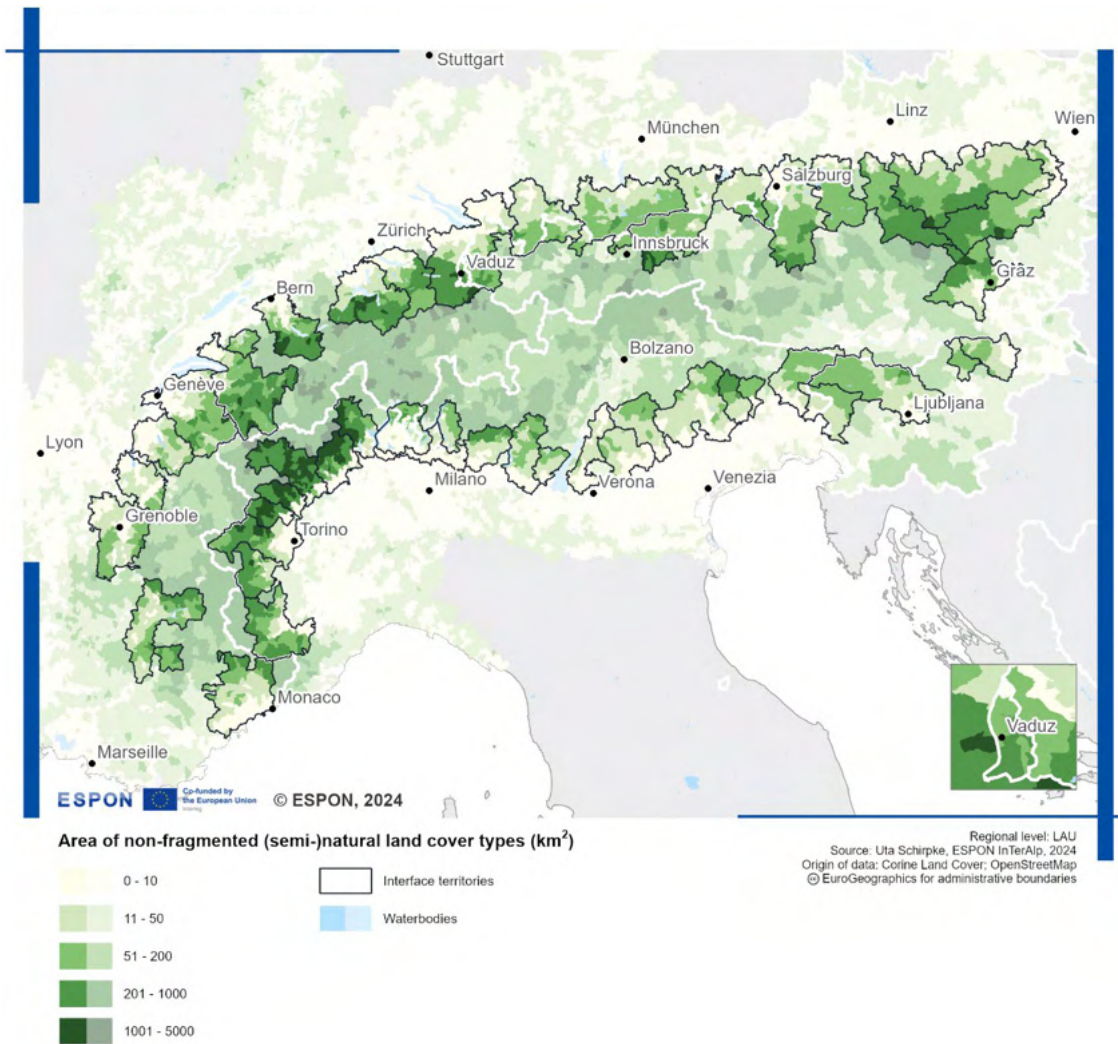 Stuttgart
Linz
Wien
München
Salzburg
Zürich
Innsbruck
Vaduz
Graz
Bern
Bolzano
Genève
Ljubljana
Lyon
Milano
Verona
Venezia
Grenoble
Torino
Monaco
Vaduz
Marseille
ESPON
Co-funded by
the European Union
Interreg
© ESPON, 2024
Area of non-fragmented (semi-)natural land cover types (km²)
Regional level: LAU
Source: Uta Schirpke, ESPON InTerAlp, 2024
Origin of data: Corine Land Cover; OpenStreetMap
(cc) EuroGeographics for administrative boundaries
0 - 10
Interface territories
11 - 50
Waterbodies
51 - 200
201 - 1000
1001 - 5000